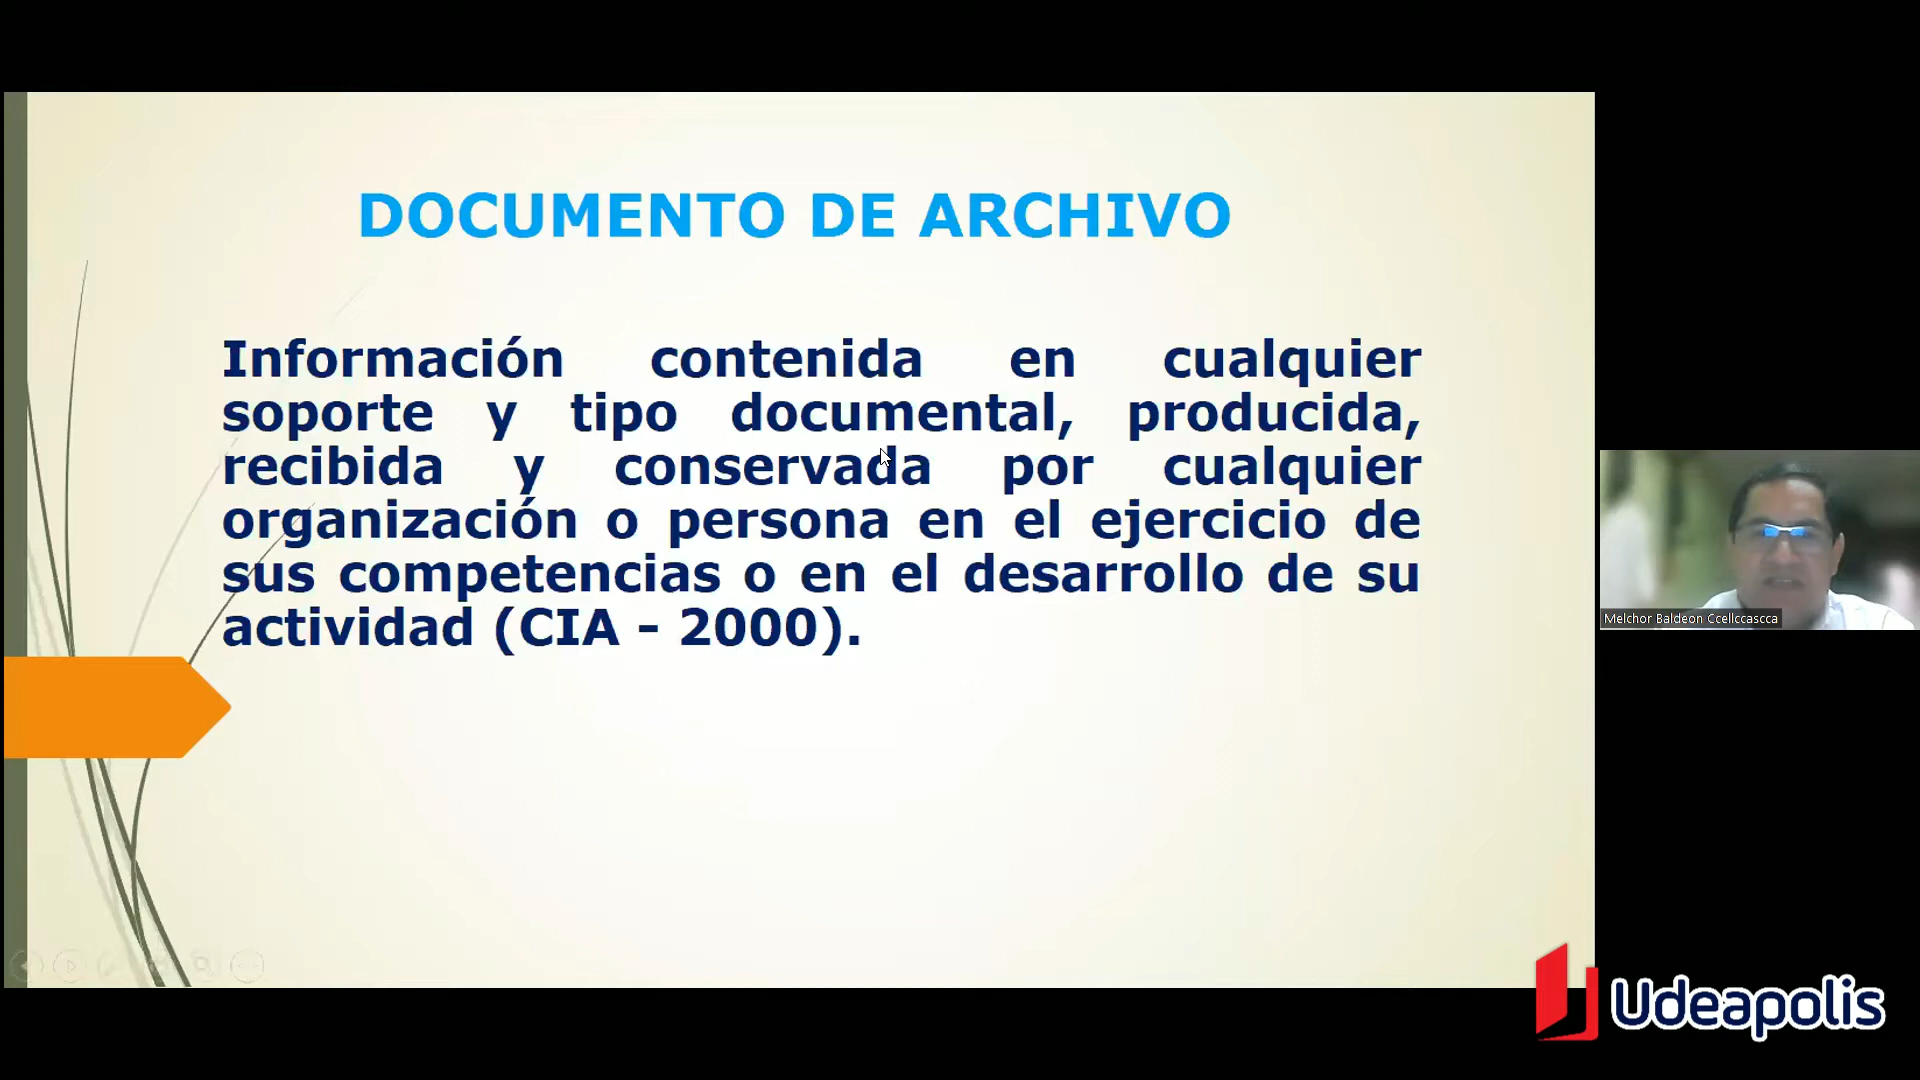 DOCUMENTO DE ARCHIVO
Información contenida en cualquier
soporte y tipo documental, producida,
recibida y conservada por cualquier
organización o persona en el ejercicio de
sus competencias o en el desarrollo de su
actividad (CIA - 2000).
Melchor Baldeon Ccellccascca
Udeapolis